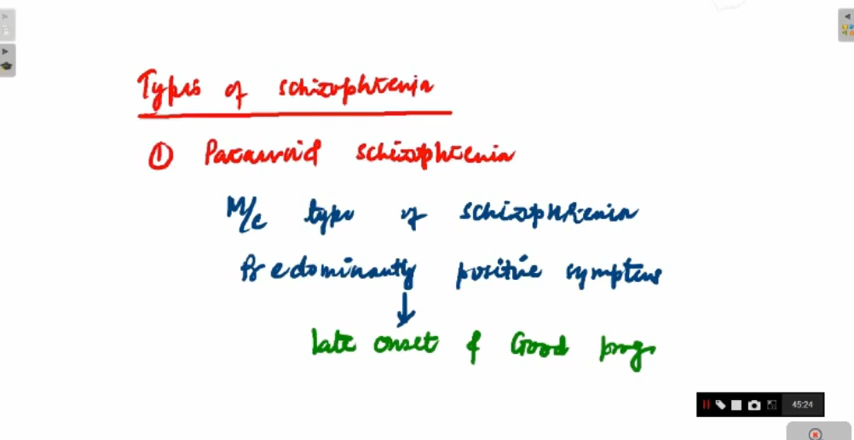 Types of schizophrenia
① Paranoid schizophrenia
M/c type of schizophrenia
Predominantly positive symptoms
↓
late onset & Good prog
45:24